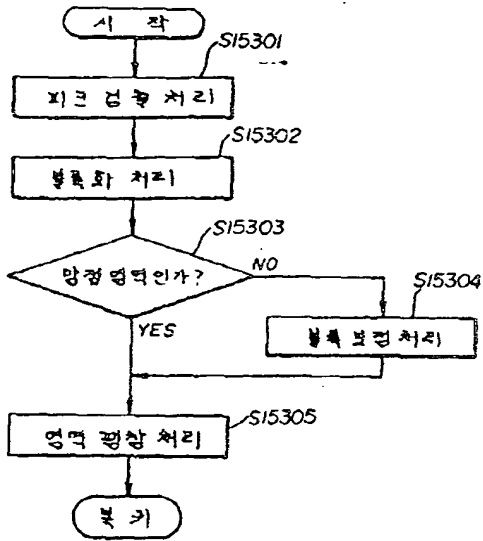 시 작
S15301
피크 검출 처리
S15302
블록화 처리
S15303
망점 영역인가?
NO
S15304
YES
블록 보정 처리
S15305
영역 팽창 처리
복 귀